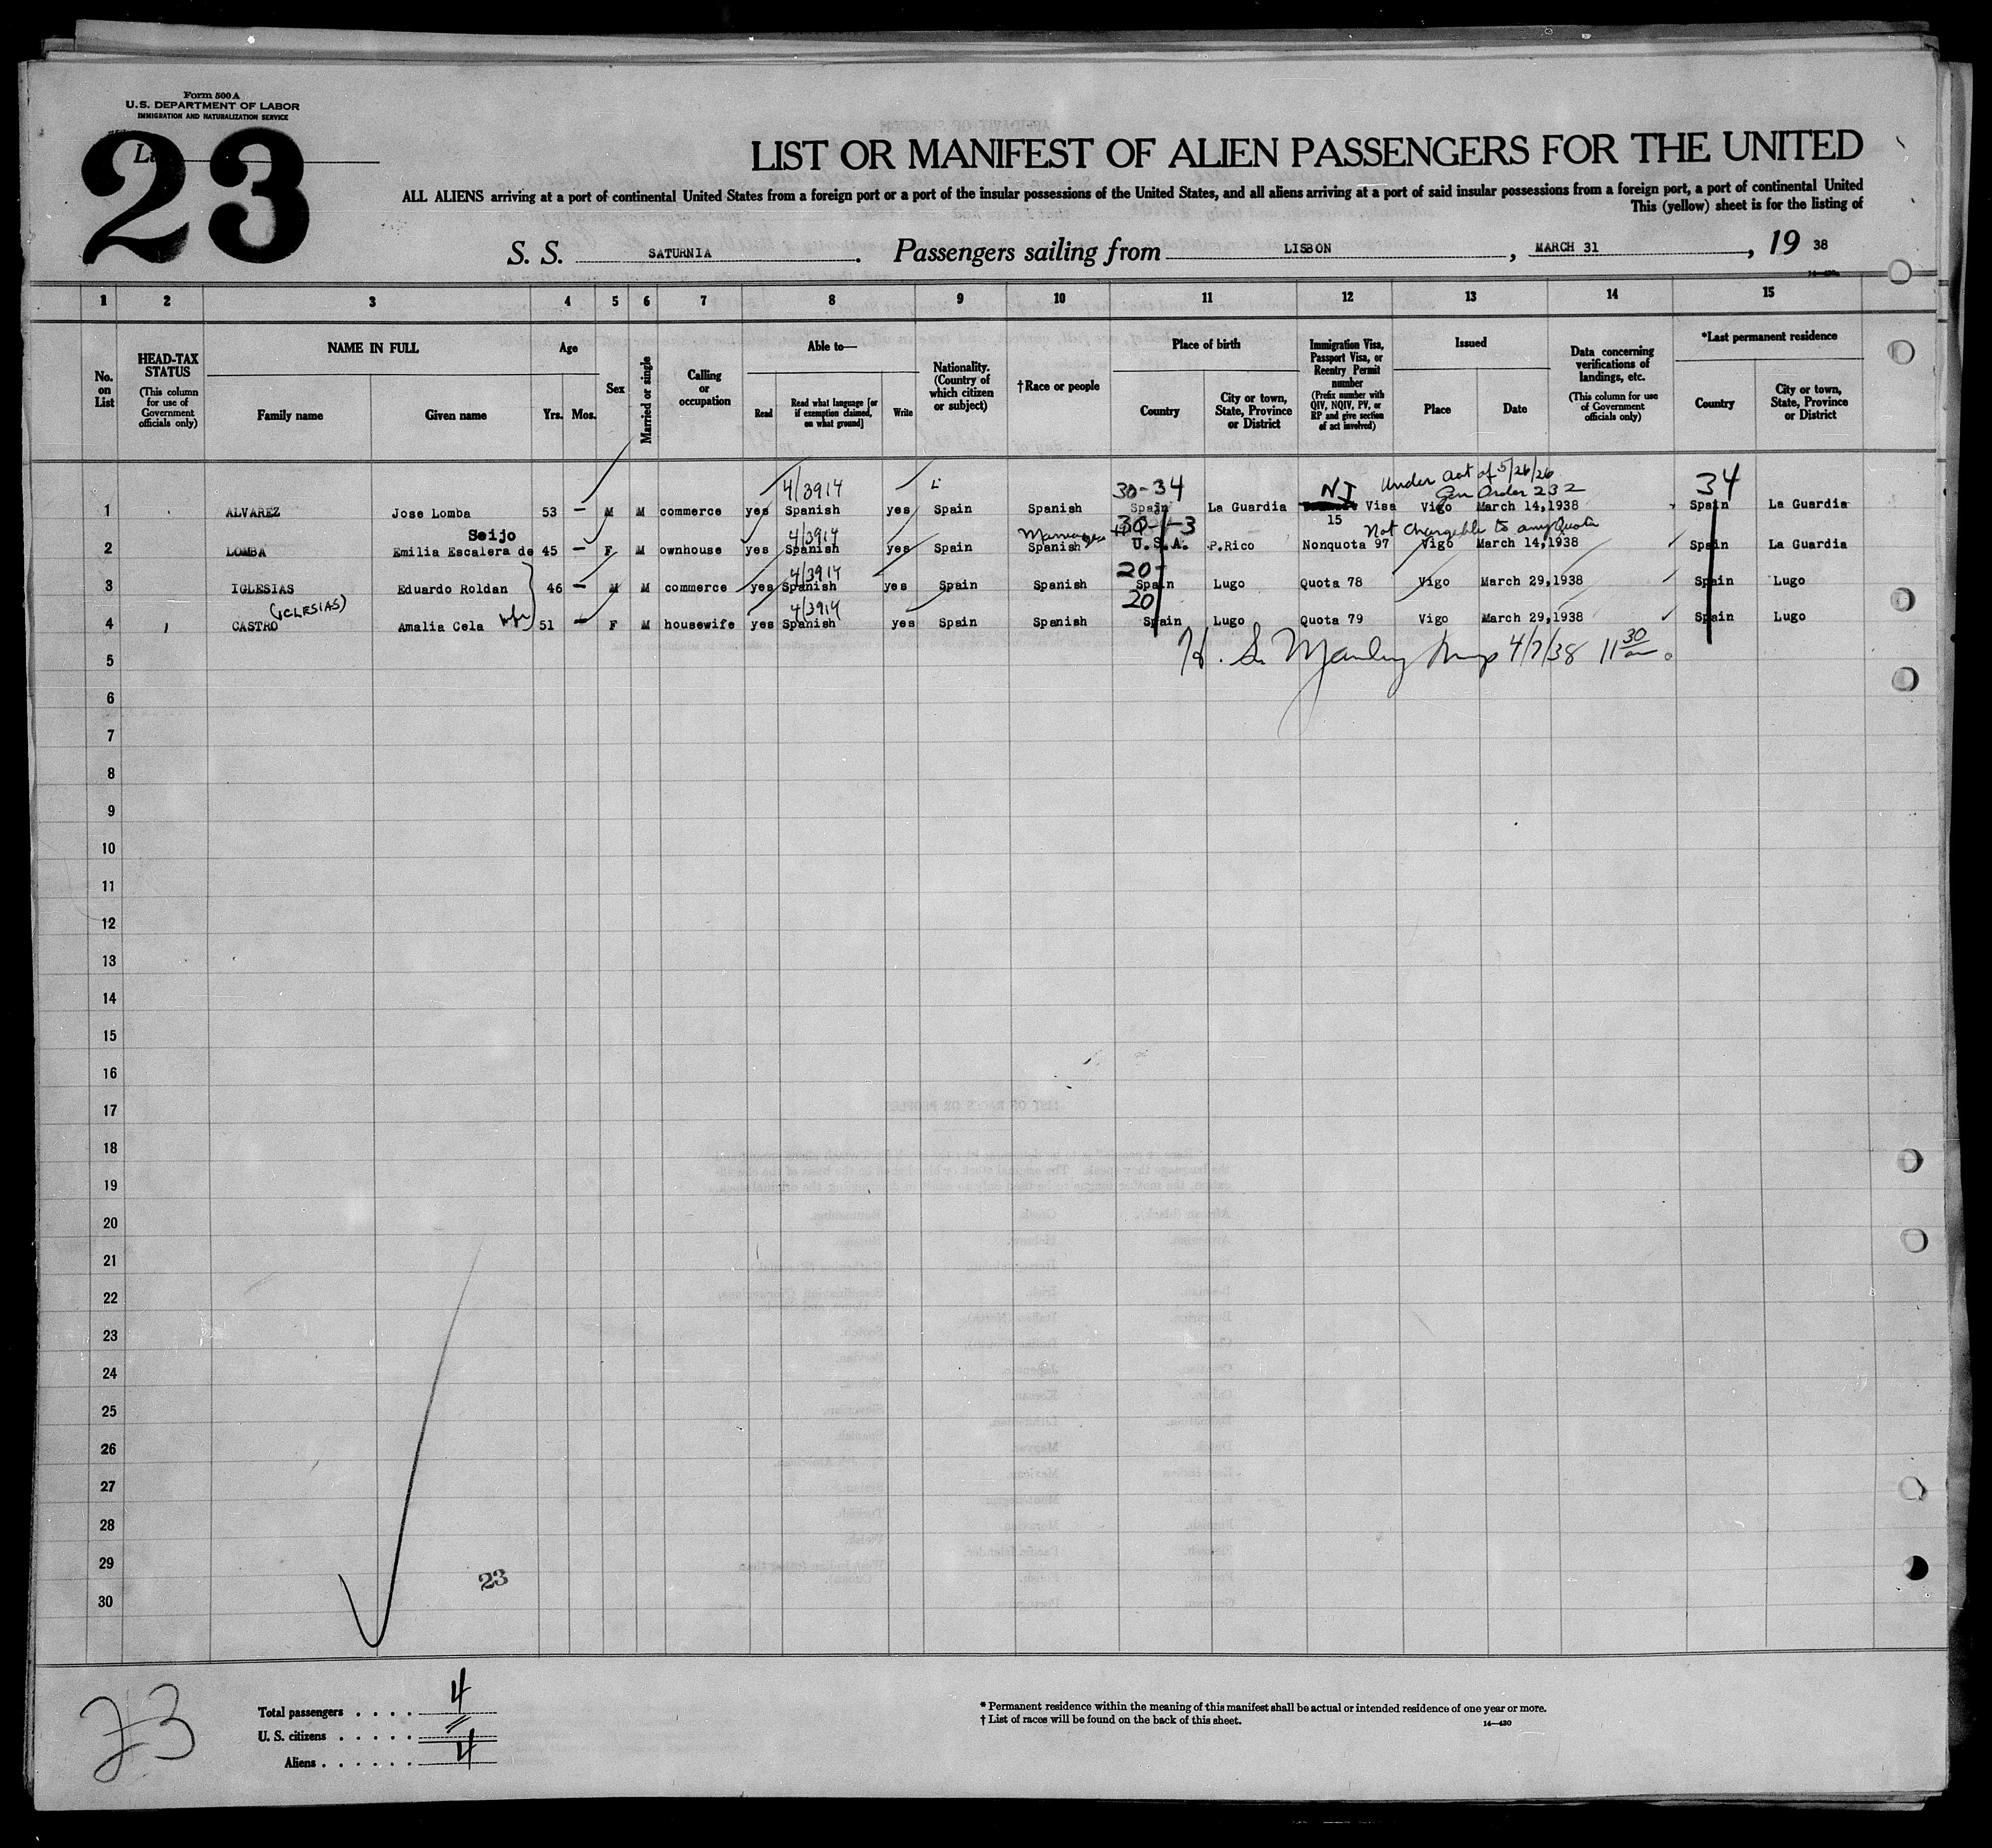 Form 500 A
U.S. DEPARTMENT OF LABOR
IMMIGRATION AND NATURALIZATION SERVICE
23
LIST OR MANIFEST OF ALIEN PASSENGERS FOR THE UNITED
ALL ALIENS arriving at a port of continental United States from a foreign port or a port of the insular possessions of the United States, and all aliens arriving at a port of said insular possessions from a foreign port, a port of continental United
This (yellow) sheet is for the listing of
S. S. SATURNIA. Passengers sailing from LISBON, MARCH 31, 19 38
1 2 3 4 5 6 7 8 9 10 11 12 13 14 15
No. on List
HEAD-TAX STATUS (This column for use of Government officials only)
NAME IN FULL
Family name Given name
Age
Yrs. Mos.
Sex
Married or single
Calling or occupation
Able to—
Read Read what language [or if exemption claimed, on what ground] Write
Nationality. (Country of which citizen or subject)
†Race or people
Place of birth
Country City or town, State, Province or District
Immigration Visa, Passport Visa, or Reentry Permit number (Prefix number with QIV, NQIV, PV, or RP and give section of act involved)
Issued
Place Date
Data concerning verifications of landings, etc. (This column for use of Government officials only)
*Last permanent residence
Country City or town, State, Province or District
4/3914 30-34 NI Under Act of 5/26/26 34
Gen Order 232
1 ALVAREZ Jose Lomba 53 — M M commerce yes Spanish yes Spain Spanish Spain La Guardia Visa Vigo March 14,1938 Spain La Guardia
15
Seijo 4/3914 30-1-3 Not Chargeable to any Quota
2 LOMBA Emilia Escalera de 45 — F M ownhouse yes Spanish yes Spain Spanish U.S.A. P.Rico Nonquota 97 Vigo March 14,1938 Spain La Guardia
4/3914 20-
3 IGLESIAS Eduardo Roldan 46 — M M commerce yes Spanish yes Spain Spanish Spain Lugo Quota 78 Vigo March 29,1938 Spain Lugo
(IGLESIAS) 4/3914 20
4 CASTRO Amalia Cela wife 51 — F M housewife yes Spanish yes Spain Spanish Spain Lugo Quota 79 Vigo March 29,1938 Spain Lugo
4/7/38 11 30 am
5
6
7
8
9
10
11
12
13
14
15
16
17
18
19
20
21
22
23
24
25
26
27
28
29
23
30
23
Total passengers . . . . 4
U. S. citizens . . . . .
Aliens . . . . . . 4
* Permanent residence within the meaning of this manifest shall be actual or intended residence of one year or more.
† List of races will be found on the back of this sheet.
14—430